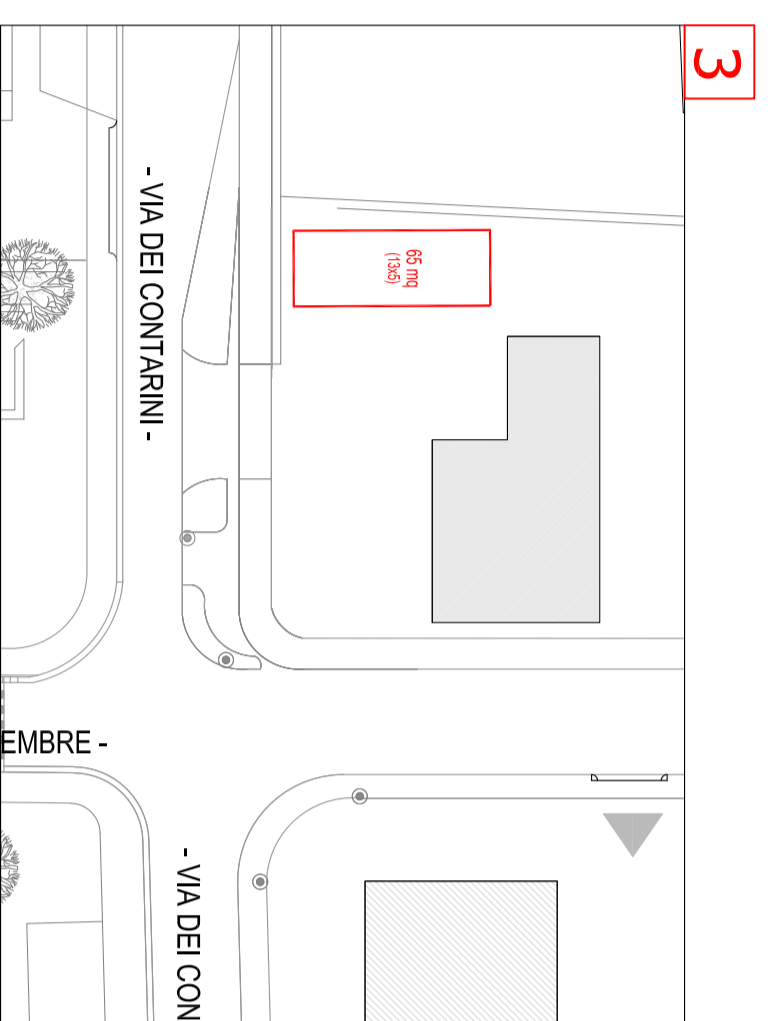 3
- VIA DEI CONTARINI -
65 mq
(13x5)
EMBRE -
- VIA DEI CON